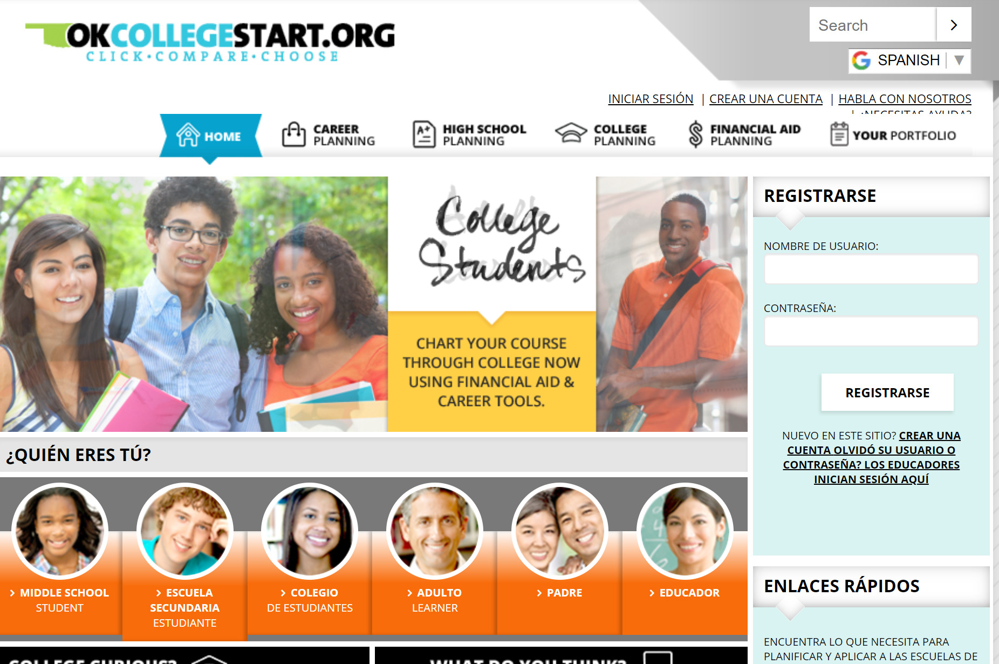 OKCOLLEGESTART.ORG
CLICK•COMPARE•CHOOSE
Search
SPANISH
INICIAR SESIÓN | CREAR UNA CUENTA | HABLA CON NOSOTROS
| ¿NECESITAS AYUDA?
HOME
CAREER
PLANNING
HIGH SCHOOL
PLANNING
COLLEGE
PLANNING
FINANCIAL AID
PLANNING
YOUR PORTFOLIO
College
Students
CHART YOUR COURSE
THROUGH COLLEGE NOW
USING FINANCIAL AID &
CAREER TOOLS.
REGISTRARSE
NOMBRE DE USUARIO:
CONTRASEÑA:
REGISTRARSE
NUEVO EN ESTE SITIO? CREAR UNA
CUENTA OLVIDÓ SU USUARIO O
CONTRASEÑA? LOS EDUCADORES
INICIAN SESIÓN AQUÍ
¿QUIÉN ERES TÚ?
MIDDLE SCHOOL
STUDENT
ESCUELA
SECUNDARIA
ESTUDIANTE
COLEGIO
DE ESTUDIANTES
ADULTO
LEARNER
PADRE
EDUCADOR
ENLACES RÁPIDOS
ENCUENTRA LO QUE NECESITA PARA
PLANIFICAR Y APLICAR A LAS ESCUELAS DE
COLLEGE CURIOUS?
WHAT DO YOU THINK?